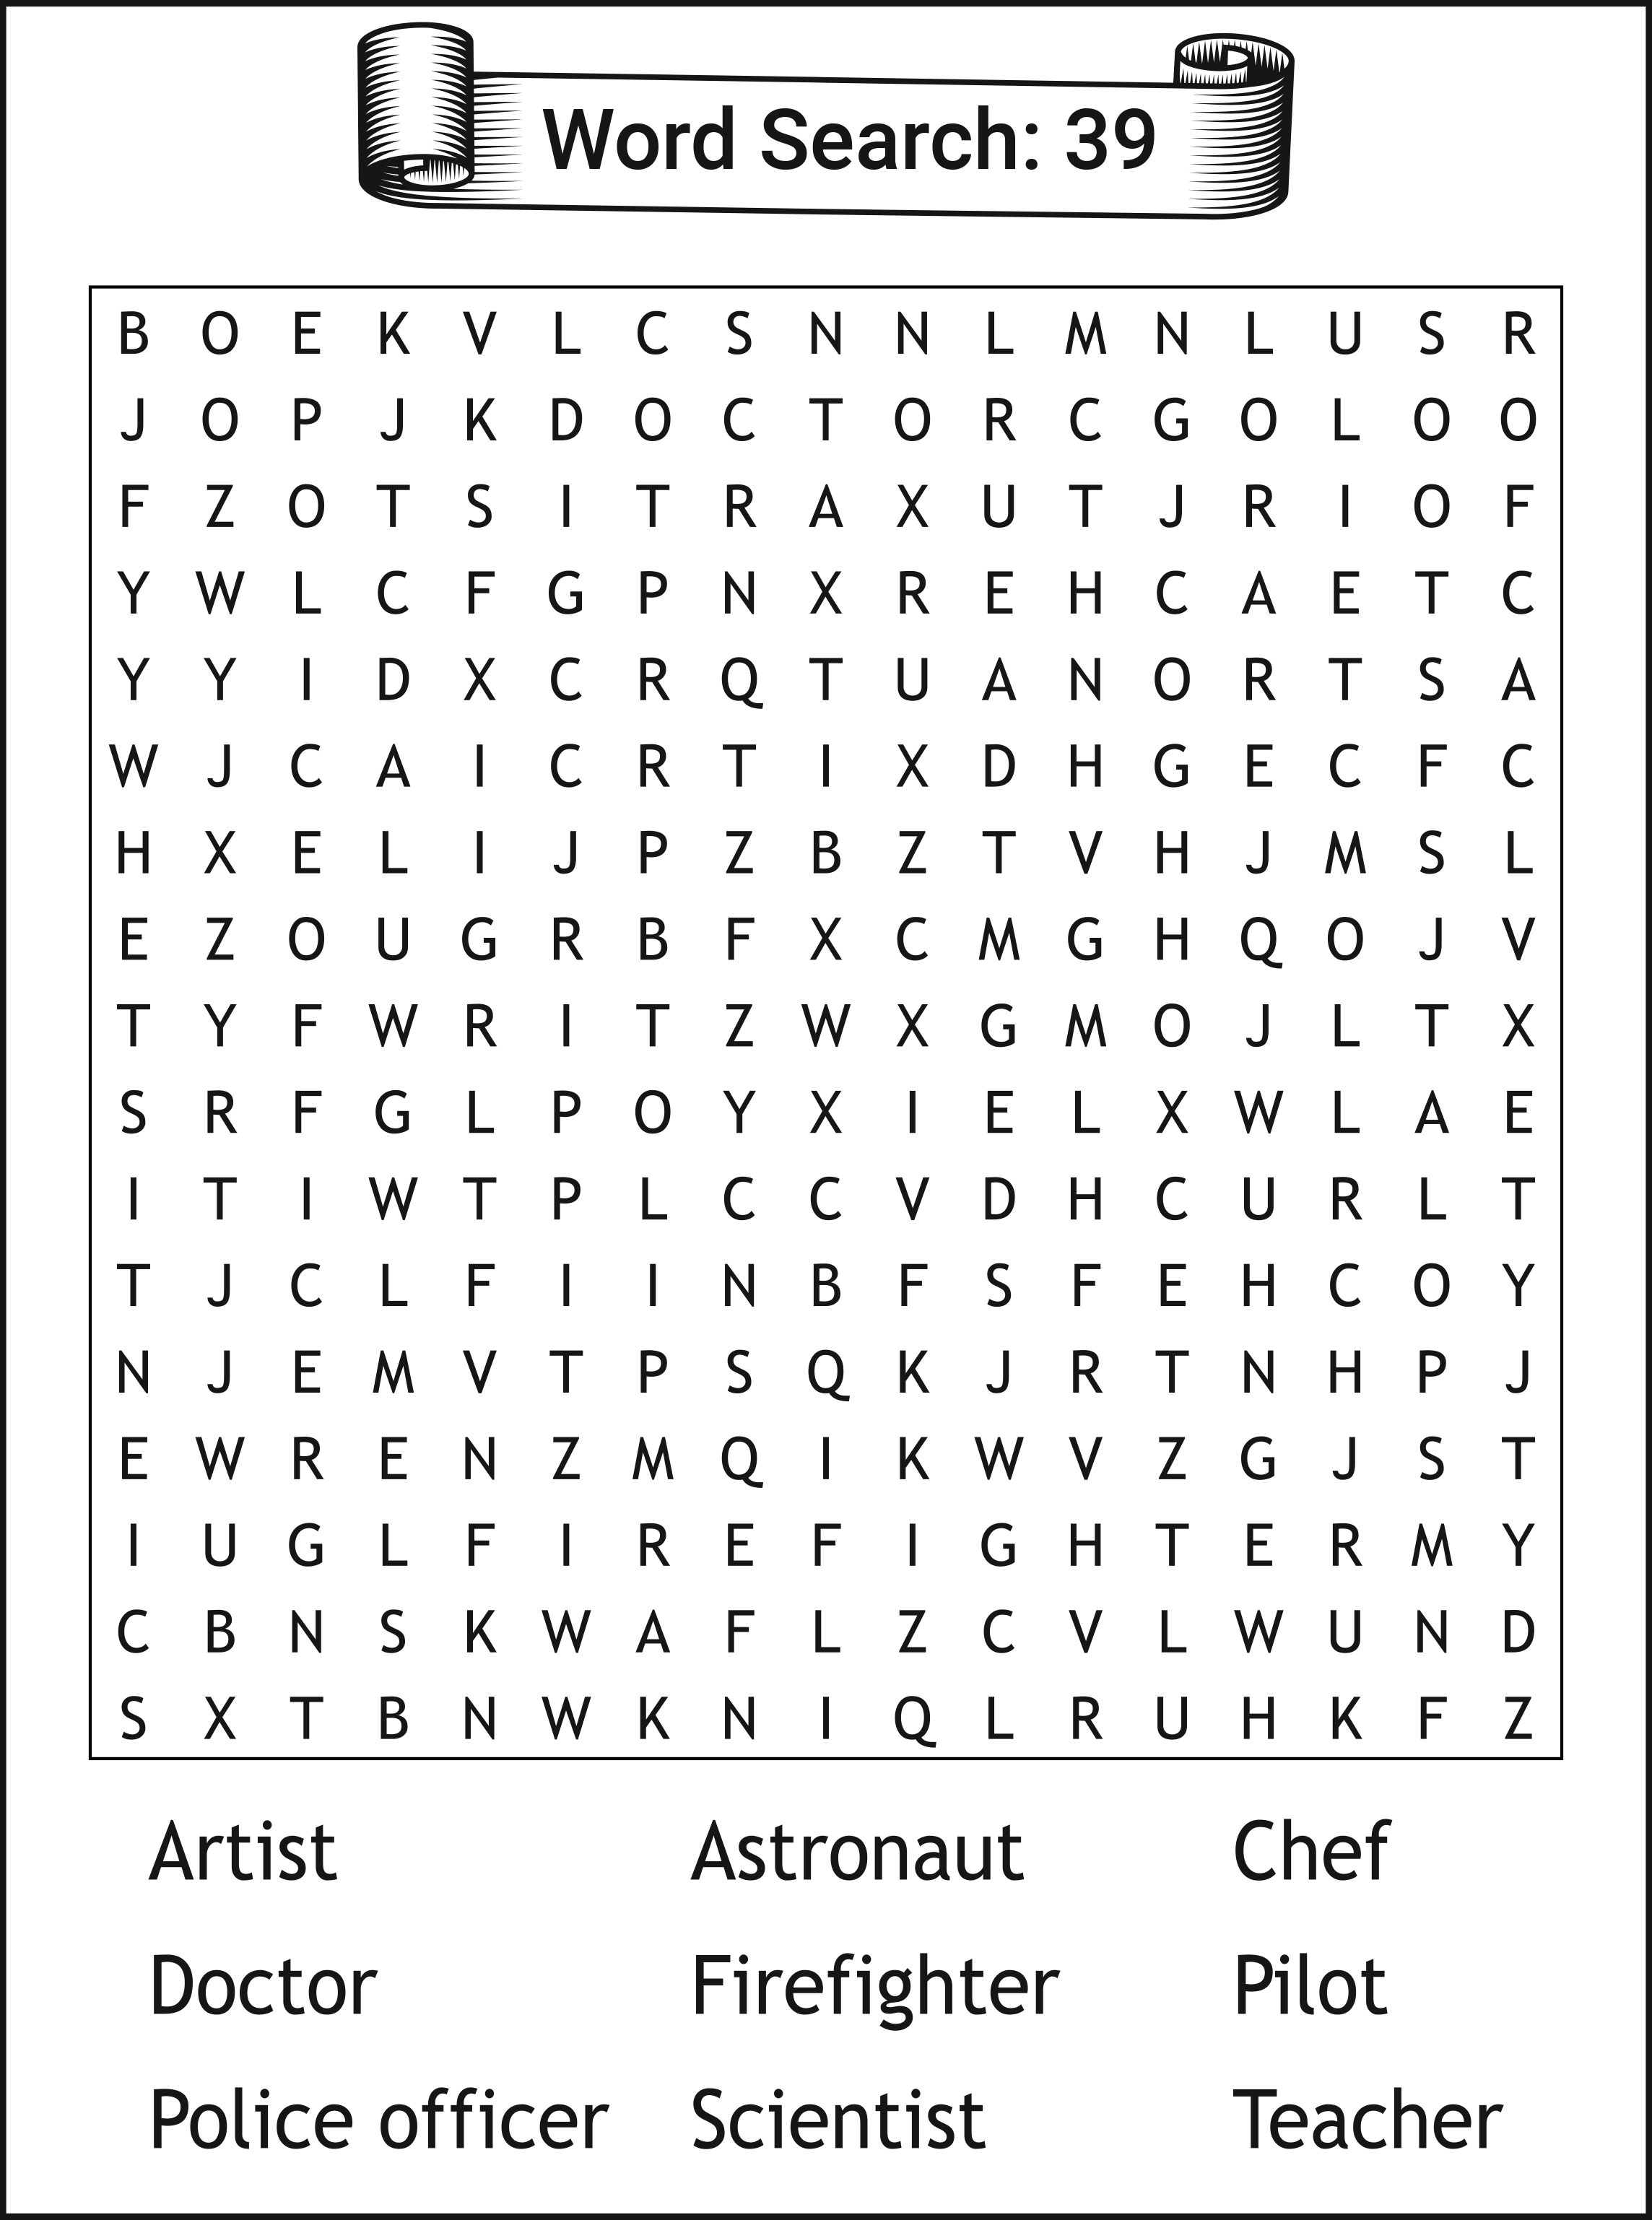 Word Search: 39
B O E K V L C S N N L M N L U S R
J O P J K D O C T O R C G O L O O
F Z O T S I T R A X U T J R I O F
Y W L C F G P N X R E H C A E T C
Y Y I D X C R Q T U A N O R T S A
W J C A I C R T I X D H G E C F C
H X E L I J P Z B Z T V H J M S L
E Z O U G R B F X C M G H Q O J V
T Y F W R I T Z W X G M O J L T X
S R F G L P O Y X I E L X W L A E
I T I W T P L C C V D H C U R L T
T J C L F I I N B F S F E H C O Y
N J E M V T P S Q K J R T N H P J
E W R E N Z M Q I K W V Z G J S T
I U G L F I R E F I G H T E R M Y
C B N S K W A F L Z C V L W U N D
S X T B N W K N I Q L R U H K F Z
Artist Astronaut Chef
Doctor Firefighter Pilot
Police officer Scientist Teacher